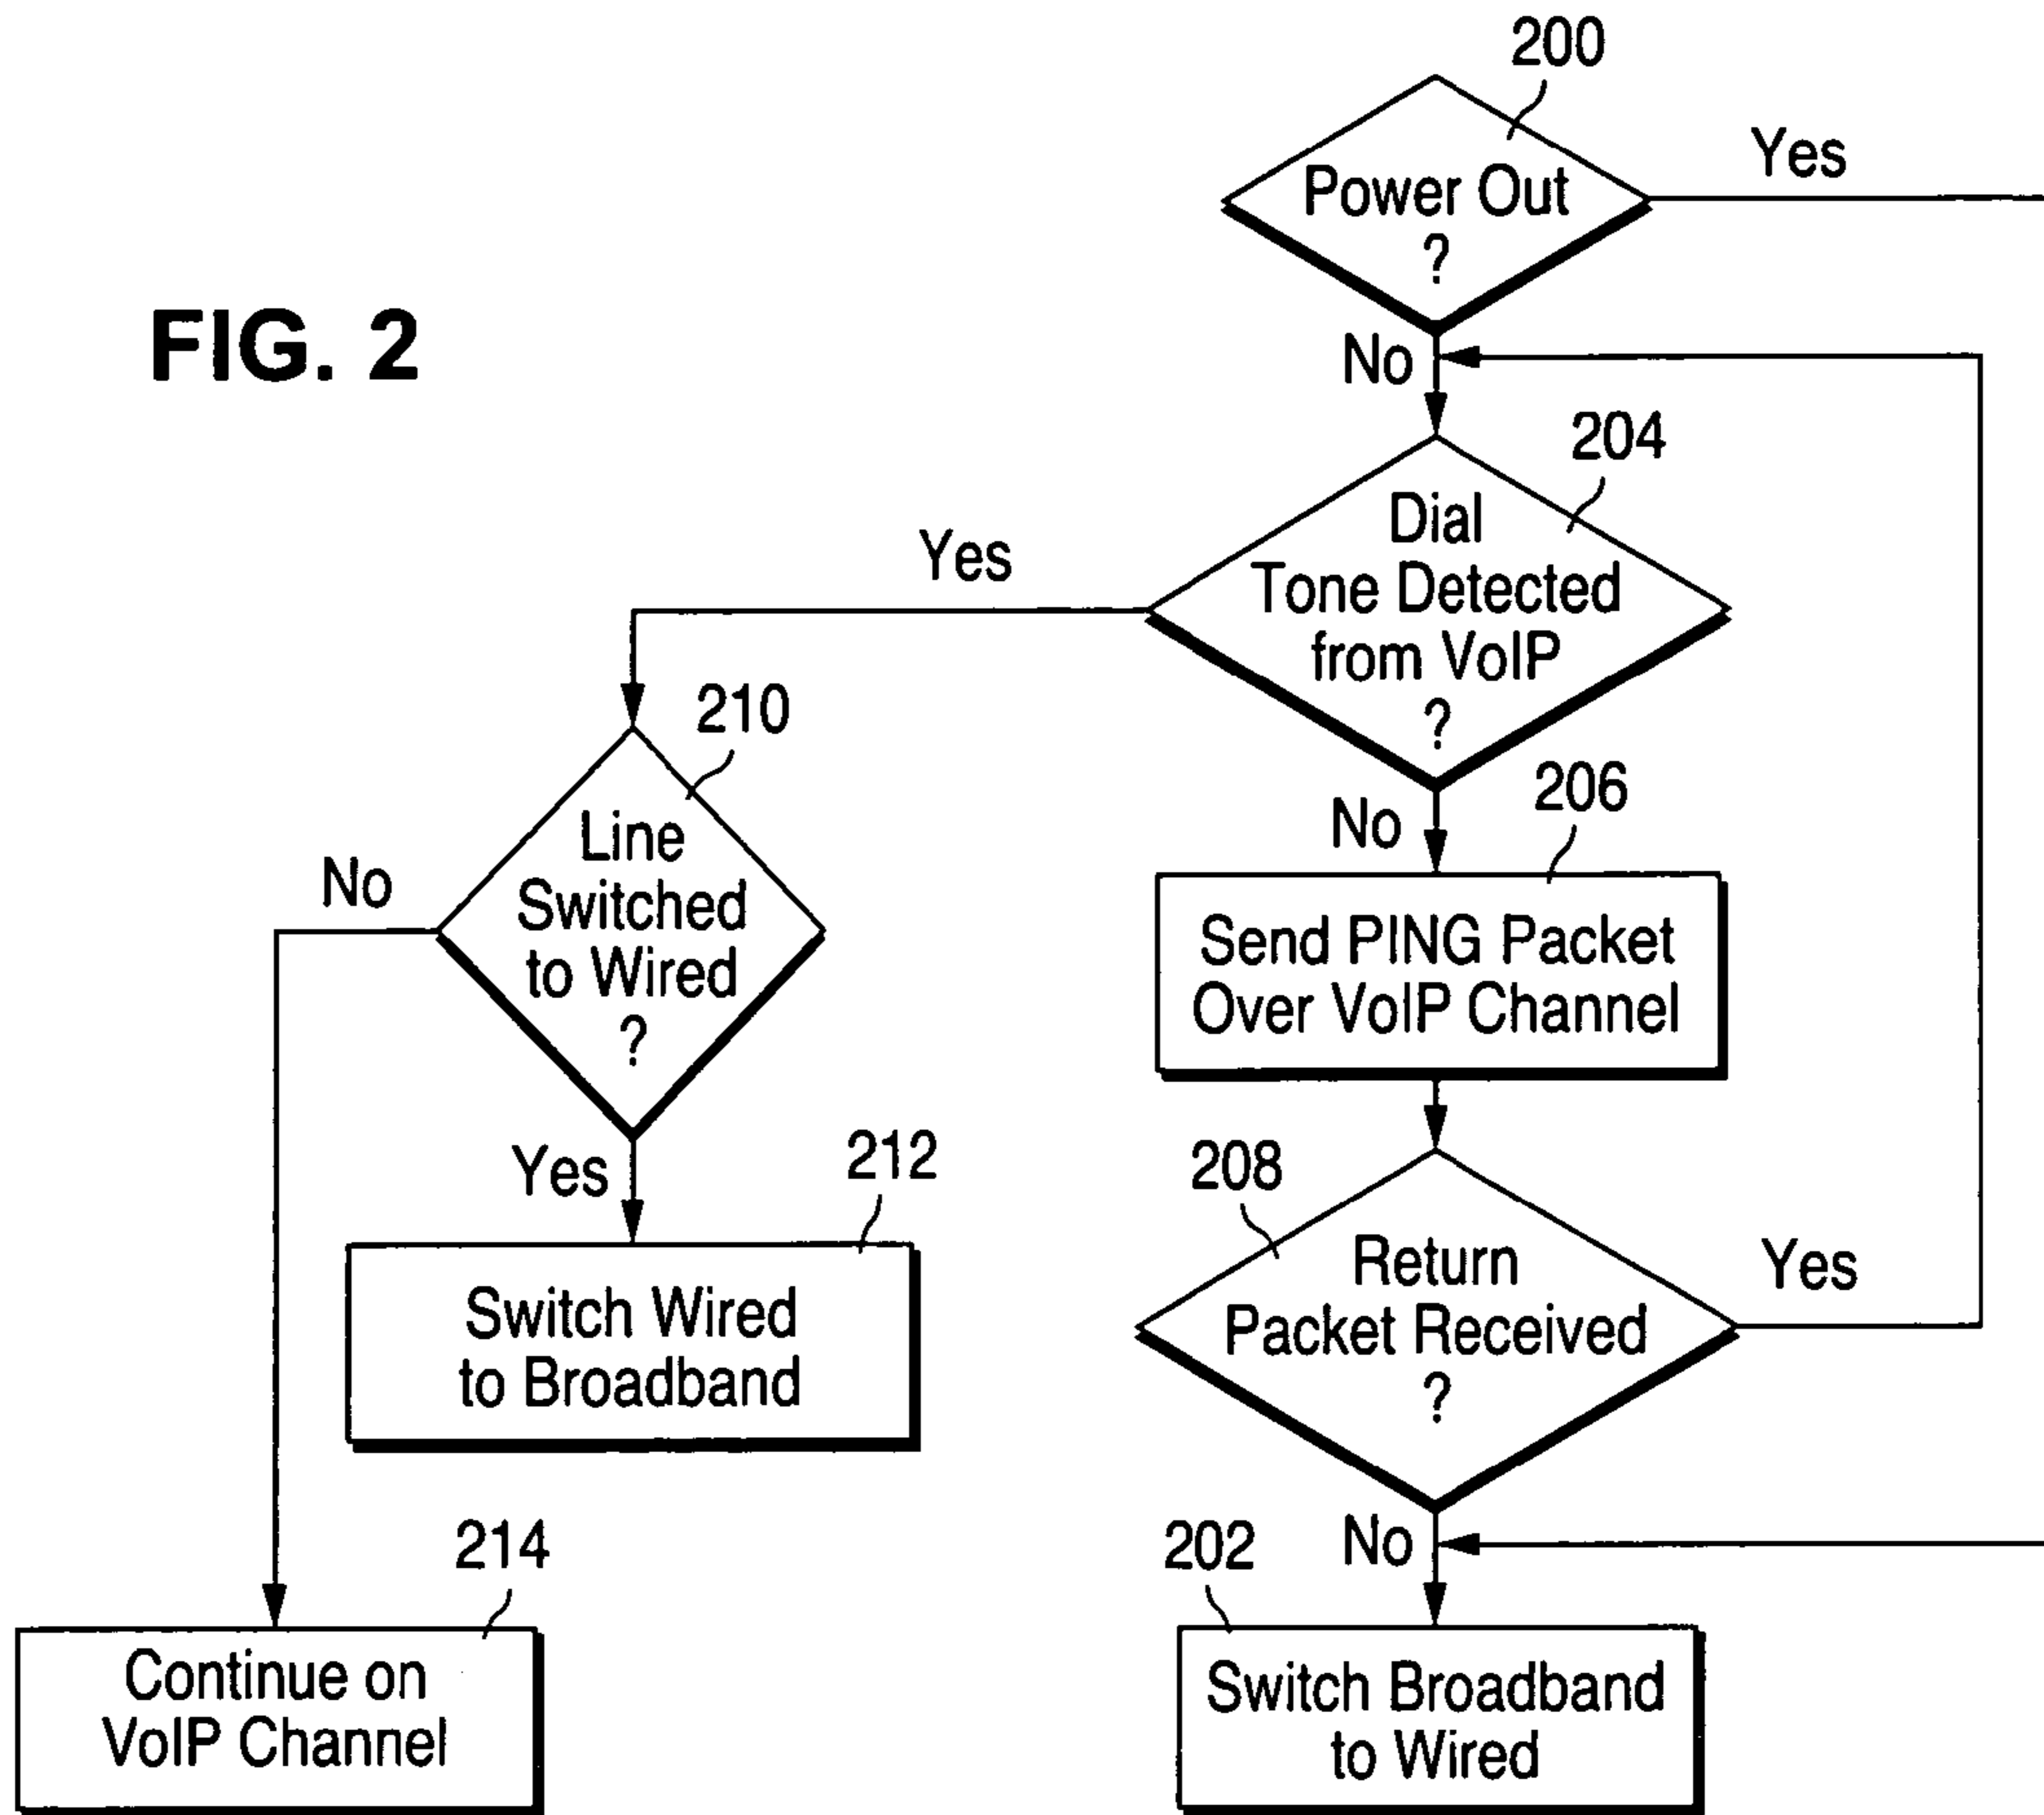 200
Power Out
?
Yes
FIG. 2
No
204
Dial
Tone Detected
from VoIP
?
Yes
No
210
Line
Switched
to Wired
?
No
Yes
206
Send PING Packet
Over VoIP Channel
208
Return
Packet Received
?
Yes
No
212
Switch Wired
to Broadband
214
Continue on
VoIP Channel
202
Switch Broadband
to Wired